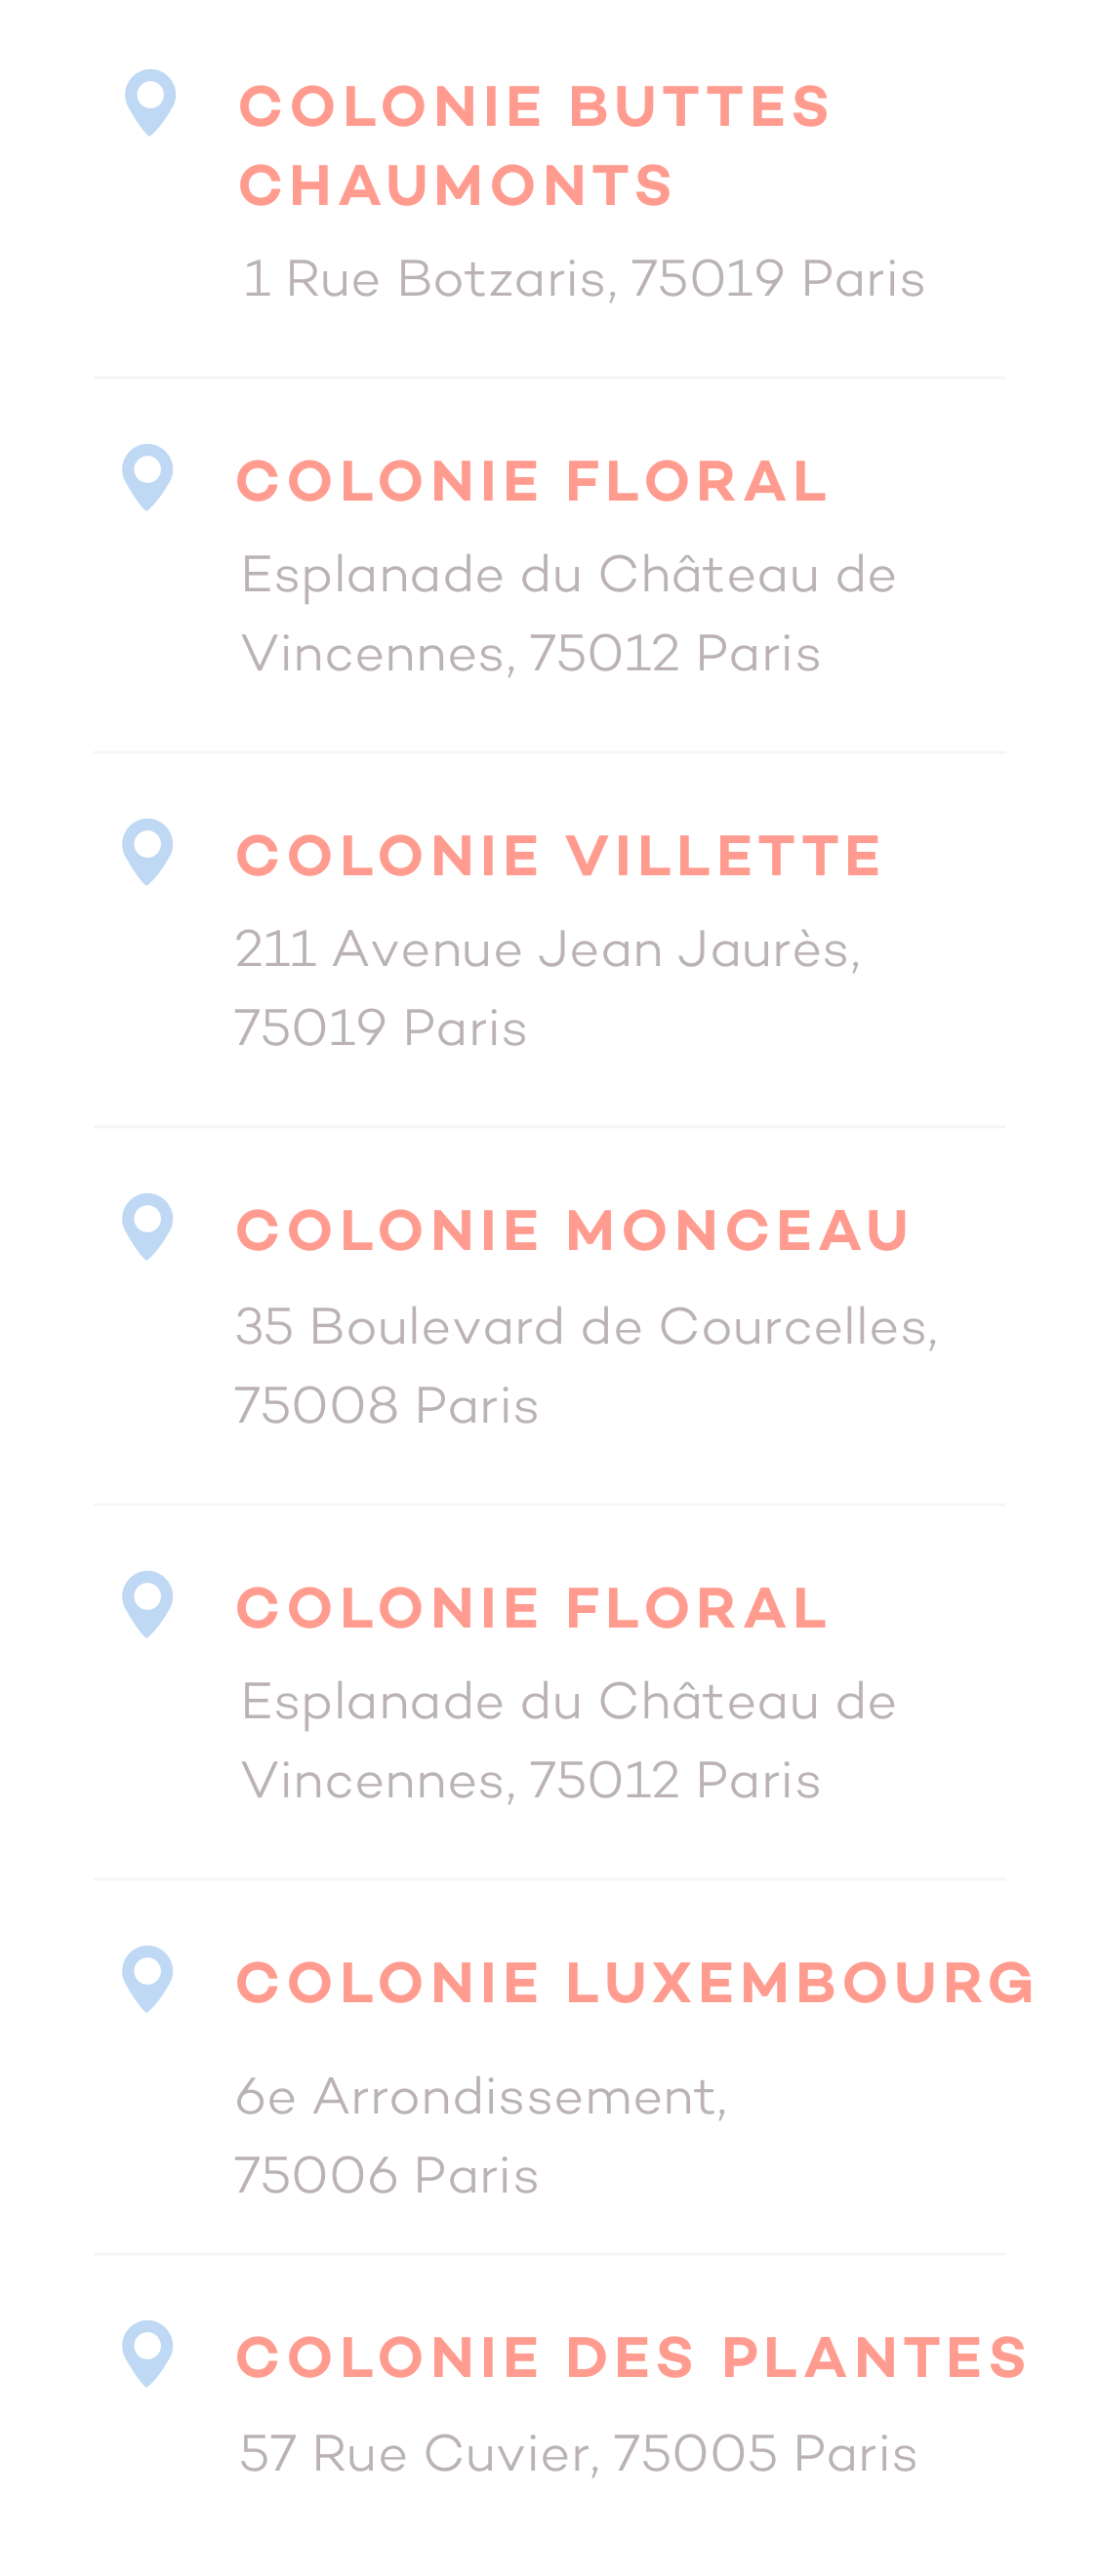 COLONIE BUTTES
CHAUMONTS
1 Rue Botzaris, 75019 Paris
COLONIE FLORAL
Esplanade du Château de
Vincennes, 75012 Paris
COLONIE VILLETTE
211 Avenue Jean Jaurès,
75019 Paris
COLONIE MONCEAU
35 Boulevard de Courcelles,
75008 Paris
COLONIE FLORAL
Esplanade du Château de
Vincennes, 75012 Paris
COLONIE LUXEMBOURG
6e Arrondissement,
75006 Paris
COLONIE DES PLANTES
57 Rue Cuvier, 75005 Paris